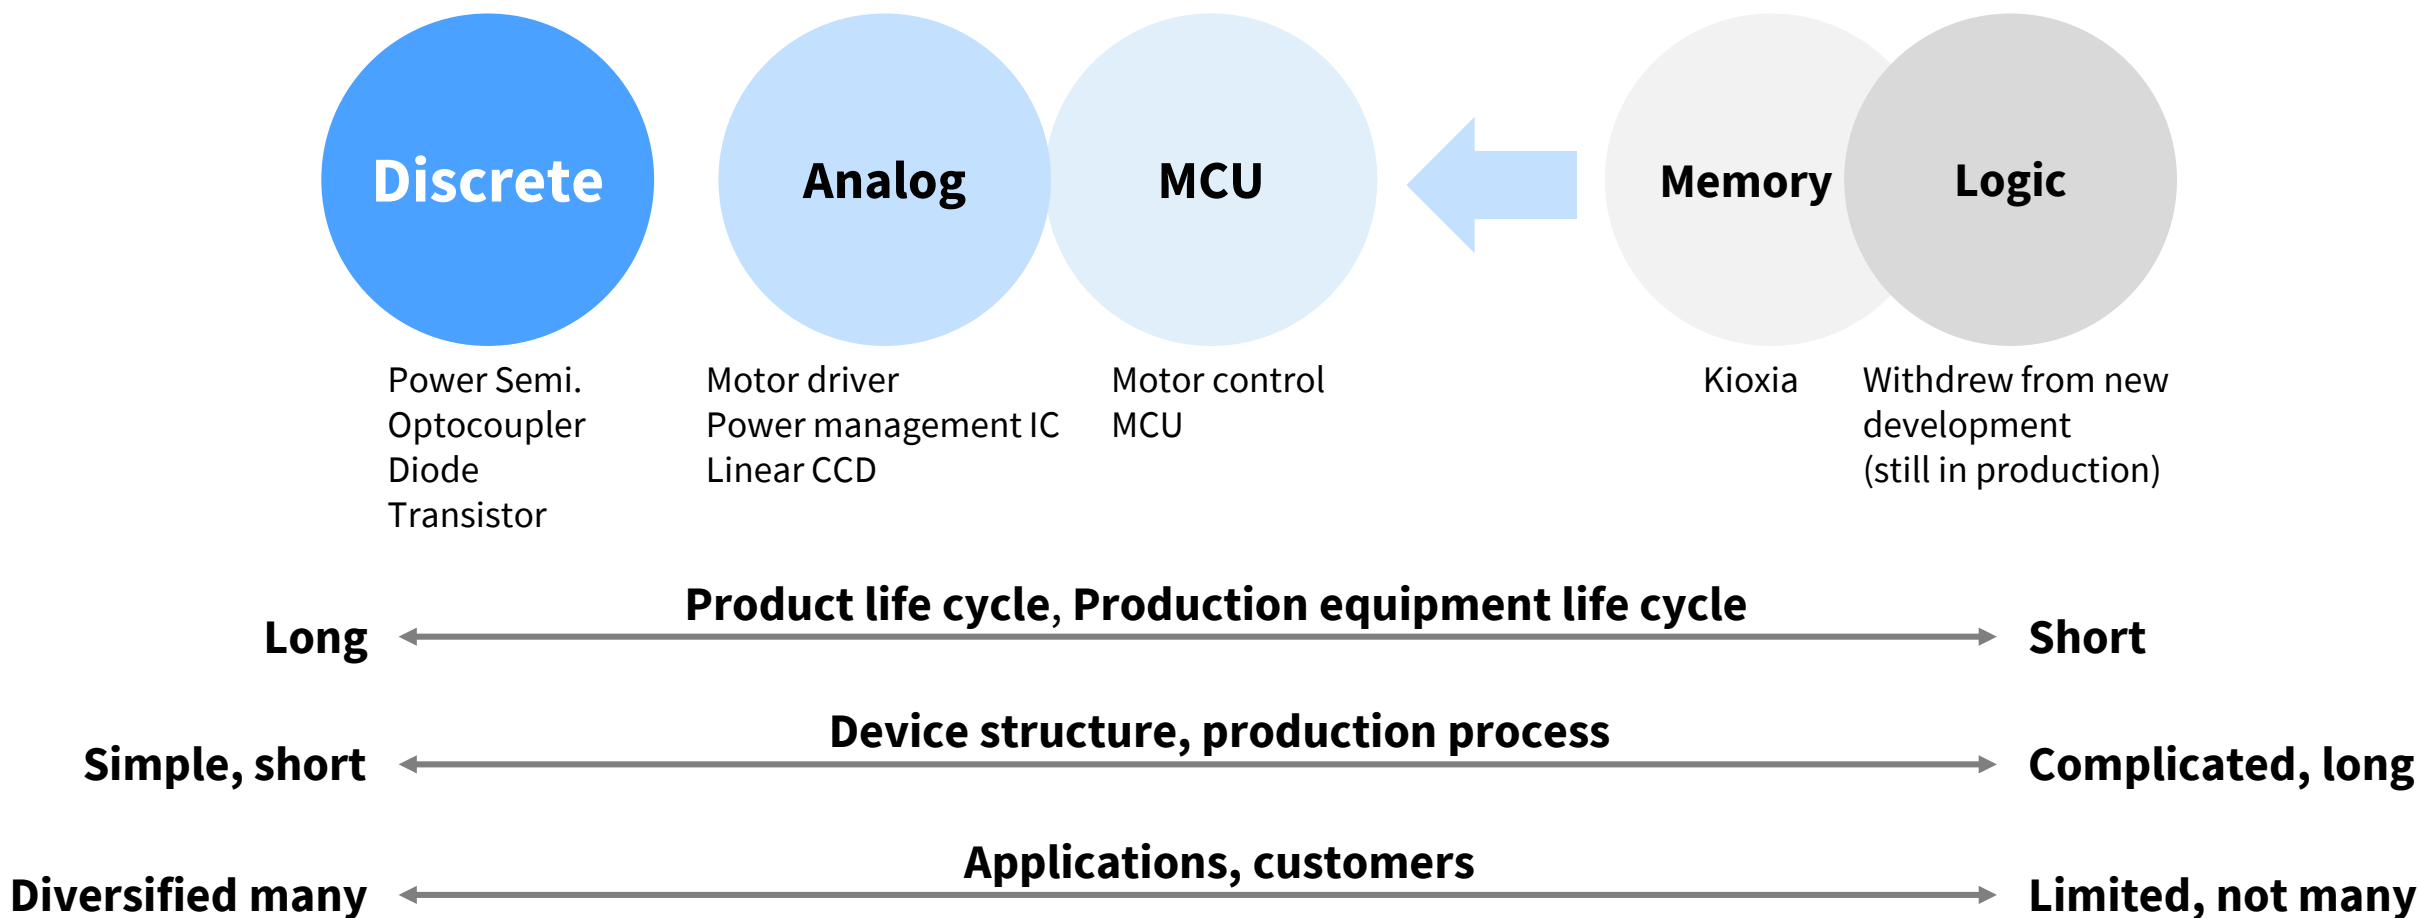 Discrete
Analog
MCU
Memory
Logic
Power Semi.
Optocoupler
Diode
Transistor
Motor driver
Power management IC
Linear CCD
Motor control
MCU
Kioxia
Withdrew from new
development
(still in production)
Product life cycle, Production equipment life cycle
Long
Short
Device structure, production process
Simple, short
Complicated, long
Applications, customers
Diversified many
Limited, not many